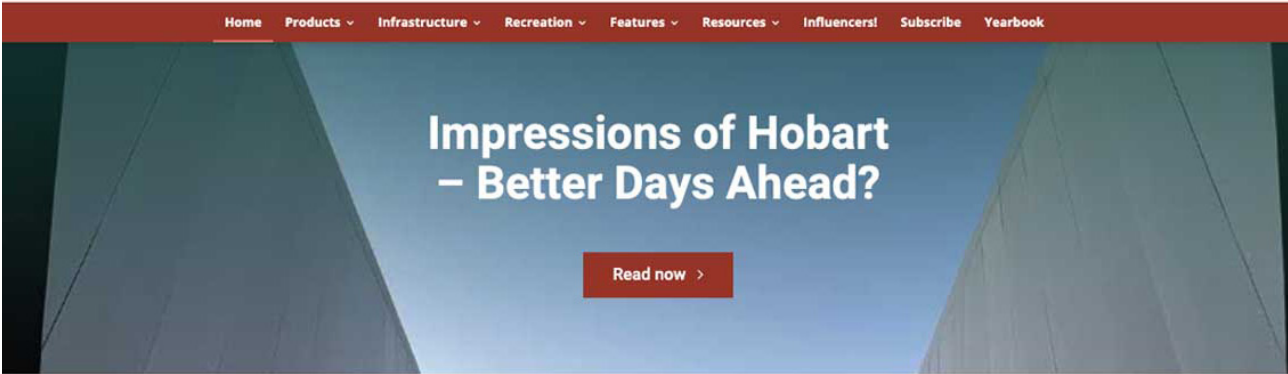 Home Products Infrastructure Recreation Features Resources Influencers! Subscribe Yearbook
Impressions of Hobart
– Better Days Ahead?
Read now